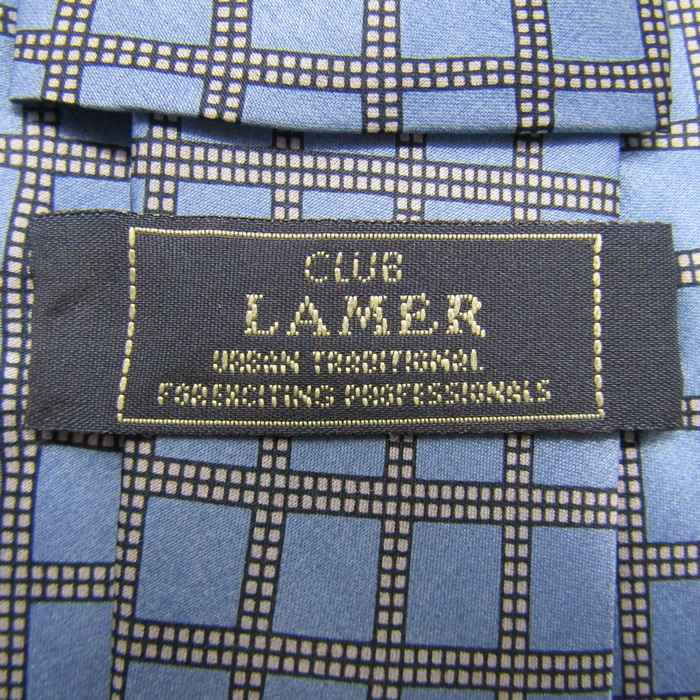 CLUB
LAMER
URBAN TRADITIONAL
FOR EXCITING PROFESSIONALS